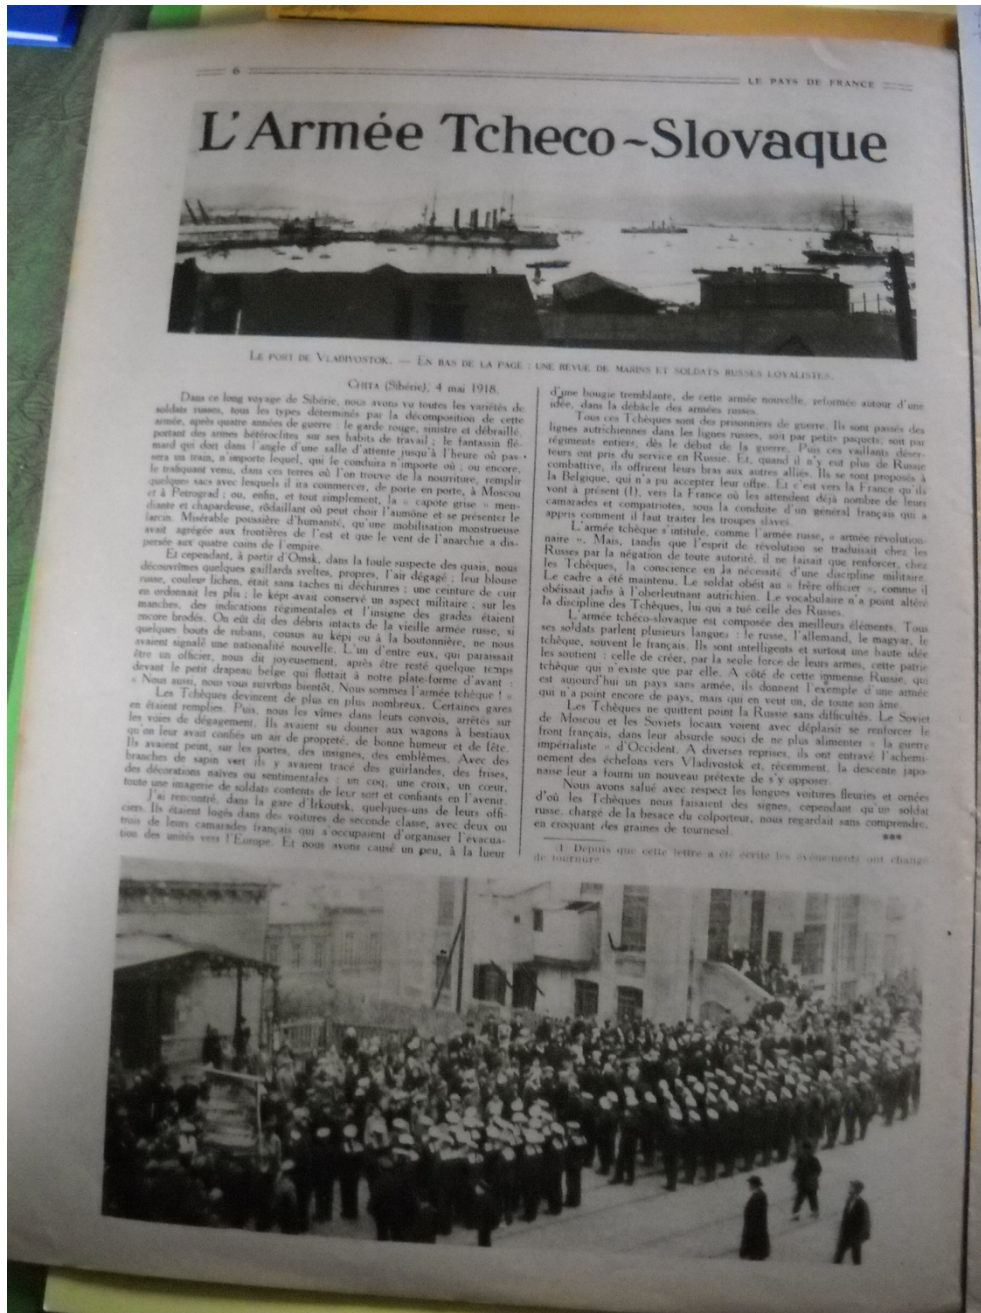 6
LE PAYS DE FRANCE
L'Armée Tcheco-Slovaque
LE PORT DE VLADIVOSTOK. — EN BAS DE LA PAGE : UNE REVUE DE MARINS ET SOLDATS RUSSES LOYALISTES.
CHITA (Sibérie), 4 mai 1918.
Dans ce long voyage de Sibérie, nous avons vu toutes les variétés de
soldats russes, tous les types déterminés par la décomposition de cette
armée, après quatre années de guerre : le garde rouge, sinistre et débraillé,
portant des armes hétéroclites sur ses habits de travail ; le fantassin flé-
mard qui dort dans l'angle d'une salle d'attente jusqu'à l'heure où pas-
sera un train, n'importe lequel, qui le conduira n'importe où ; ou encore,
le trafiquant venu, dans ces terres où l'on trouve de la nourriture, remplir
quelques sacs avec lesquels il ira commercer, de porte en porte, à Moscou
et à Petrograd ; ou, enfin, et tout simplement, la « capote grise » men-
diante et chapardeuse, rôdaillant où peut choir l'aumône et se présenter le
larcin. Misérable poussière d'humanité, qu'une mobilisation monstrueuse
avait agrégée aux frontières de l'est et que le vent de l'anarchie a dis-
persée aux quatre coins de l'empire.
Et cependant, à partir d'Omsk, dans la foule suspecte des quais, nous
découvrîmes quelques gaillards sveltes, propres, l'air dégagé ; leur blouse
russe, couleur lichen, était sans taches ni déchirures ; une ceinture de cuir
en ordonnait les plis ; le képi avait conservé un aspect militaire ; sur les
manches, des indications régimentales et l'insigne des grades étaient
encore brodés. On eût dit des débris intacts de la vieille armée russe, si
quelques bouts de rubans, cousus au képi ou à la boutonnière, ne nous
avaient signalé une nationalité nouvelle. L'un d'entre eux, qui paraissait
être un officier, nous dit joyeusement, après être resté quelque temps
devant le petit drapeau belge qui flottait à notre plate-forme d'avant :
« Nous aussi, nous vous suivrons bientôt. Nous sommes l'armée tchèque ! »
Les Tchèques devinrent de plus en plus nombreux. Certaines gares
en étaient remplies. Puis, nous les vîmes dans leurs convois, arrêtés sur
les voies de dégagement. Ils avaient su donner aux wagons à bestiaux
qu'on leur avait confiés un air de propreté, de bonne humeur et de fête.
Ils avaient peint, sur les portes, des insignes, des emblèmes. Avec des
branches de sapin vert ils y avaient tracé des guirlandes, des frises,
des décorations naïves ou sentimentales : un coq, une croix, un cœur,
toute une imagerie de soldats contents de leur sort et confiants en l'avenir.
J'ai rencontré, dans la gare d'Irkoutsk, quelques-uns de leurs offi-
ciers. Ils étaient logés dans des voitures de seconde classe, avec deux ou
trois de leurs camarades français qui s'occupaient d'organiser l'évacua-
tion des unités vers l'Europe. Et nous avons causé un peu, à la lueur
d'une bougie tremblante, de cette armée nouvelle, reformée autour d'une
idée, dans la débâcle des armées russes.
Tous ces Tchèques sont des prisonniers de guerre. Ils sont passés des
lignes autrichiennes dans les lignes russes, soit par petits paquets, soit par
régiments entiers, dès le début de la guerre. Puis ces vaillants déser-
teurs ont pris du service en Russie. Et, quand il n'y eut plus de Russie
combattive, ils offrirent leurs bras aux autres alliés. Ils se sont proposés à
la Belgique, qui n'a pu accepter leur offre. Et c'est vers la France qu'ils
vont à présent (1), vers la France où les attendent déjà nombre de leurs
camarades et compatriotes, sous la conduite d'un général français qui a
appris comment il faut traiter les troupes slaves.
L'armée tchèque s'intitule, comme l'armée russe, « armée révolution-
naire ». Mais, tandis que l'esprit de révolution se traduisait chez les
Russes par la négation de toute autorité, il ne faisait que renforcer, chez
les Tchèques, la conscience en la nécessité d'une discipline militaire.
Le cadre a été maintenu. Le soldat obéit au « frère officier », comme il
obéissait jadis à l'oberleutnant autrichien. Le vocabulaire n'a point altéré
la discipline des Tchèques, lui qui a tué celle des Russes.
L'armée tchéco-slovaque est composée des meilleurs éléments. Tous
ses soldats parlent plusieurs langues : le russe, l'allemand, le magyar, le
tchèque, souvent le français. Ils sont intelligents et surtout une haute idée
les soutient : celle de créer, par la seule force de leurs armes, cette patrie
tchèque qui n'existe que par elle. A côté de cette immense Russie, qui
est aujourd'hui un pays sans armée, ils donnent l'exemple d'une armée
qui n'a point encore de pays, mais qui en veut un, de toute son âme.
Les Tchèques ne quittent point la Russie sans difficultés. Le Soviet
de Moscou et les Soviets locaux voient avec déplaisir se renforcer le
front français, dans leur absurde souci de ne plus alimenter « la guerre
impérialiste » d'Occident. A diverses reprises, ils ont entravé l'achemi-
nement des échelons vers Vladivostok et, récemment, la descente japo-
naise leur a fourni un nouveau prétexte de s'y opposer.
Nous avons salué avec respect les longues voitures fleuries et ornées
d'où les Tchèques nous faisaient des signes, cependant qu'un soldat
russe, chargé de la besace du colporteur, nous regardait sans comprendre,
en croquant des graines de tournesol.
***
(1) Depuis que cette lettre a été écrite les événements ont changé
de tournure.